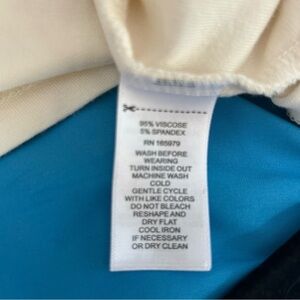 95% VISCOSE
5% SPANDEX
RN 165979
WASH BEFORE
WEARING
TURN INSIDE OUT
MACHINE WASH
COLD
GENTLE CYCLE
WITH LIKE COLORS
DO NOT BLEACH
RESHAPE AND
DRY FLAT
COOL IRON
IF NECESSARY
OR DRY CLEAN